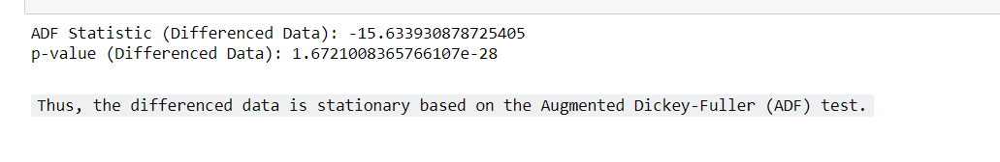 ADF Statistic (Differenced Data): -15.633930878725405
p-value (Differenced Data): 1.6721008365766107e-28
Thus, the differenced data is stationary based on the Augmented Dickey-Fuller (ADF) test.